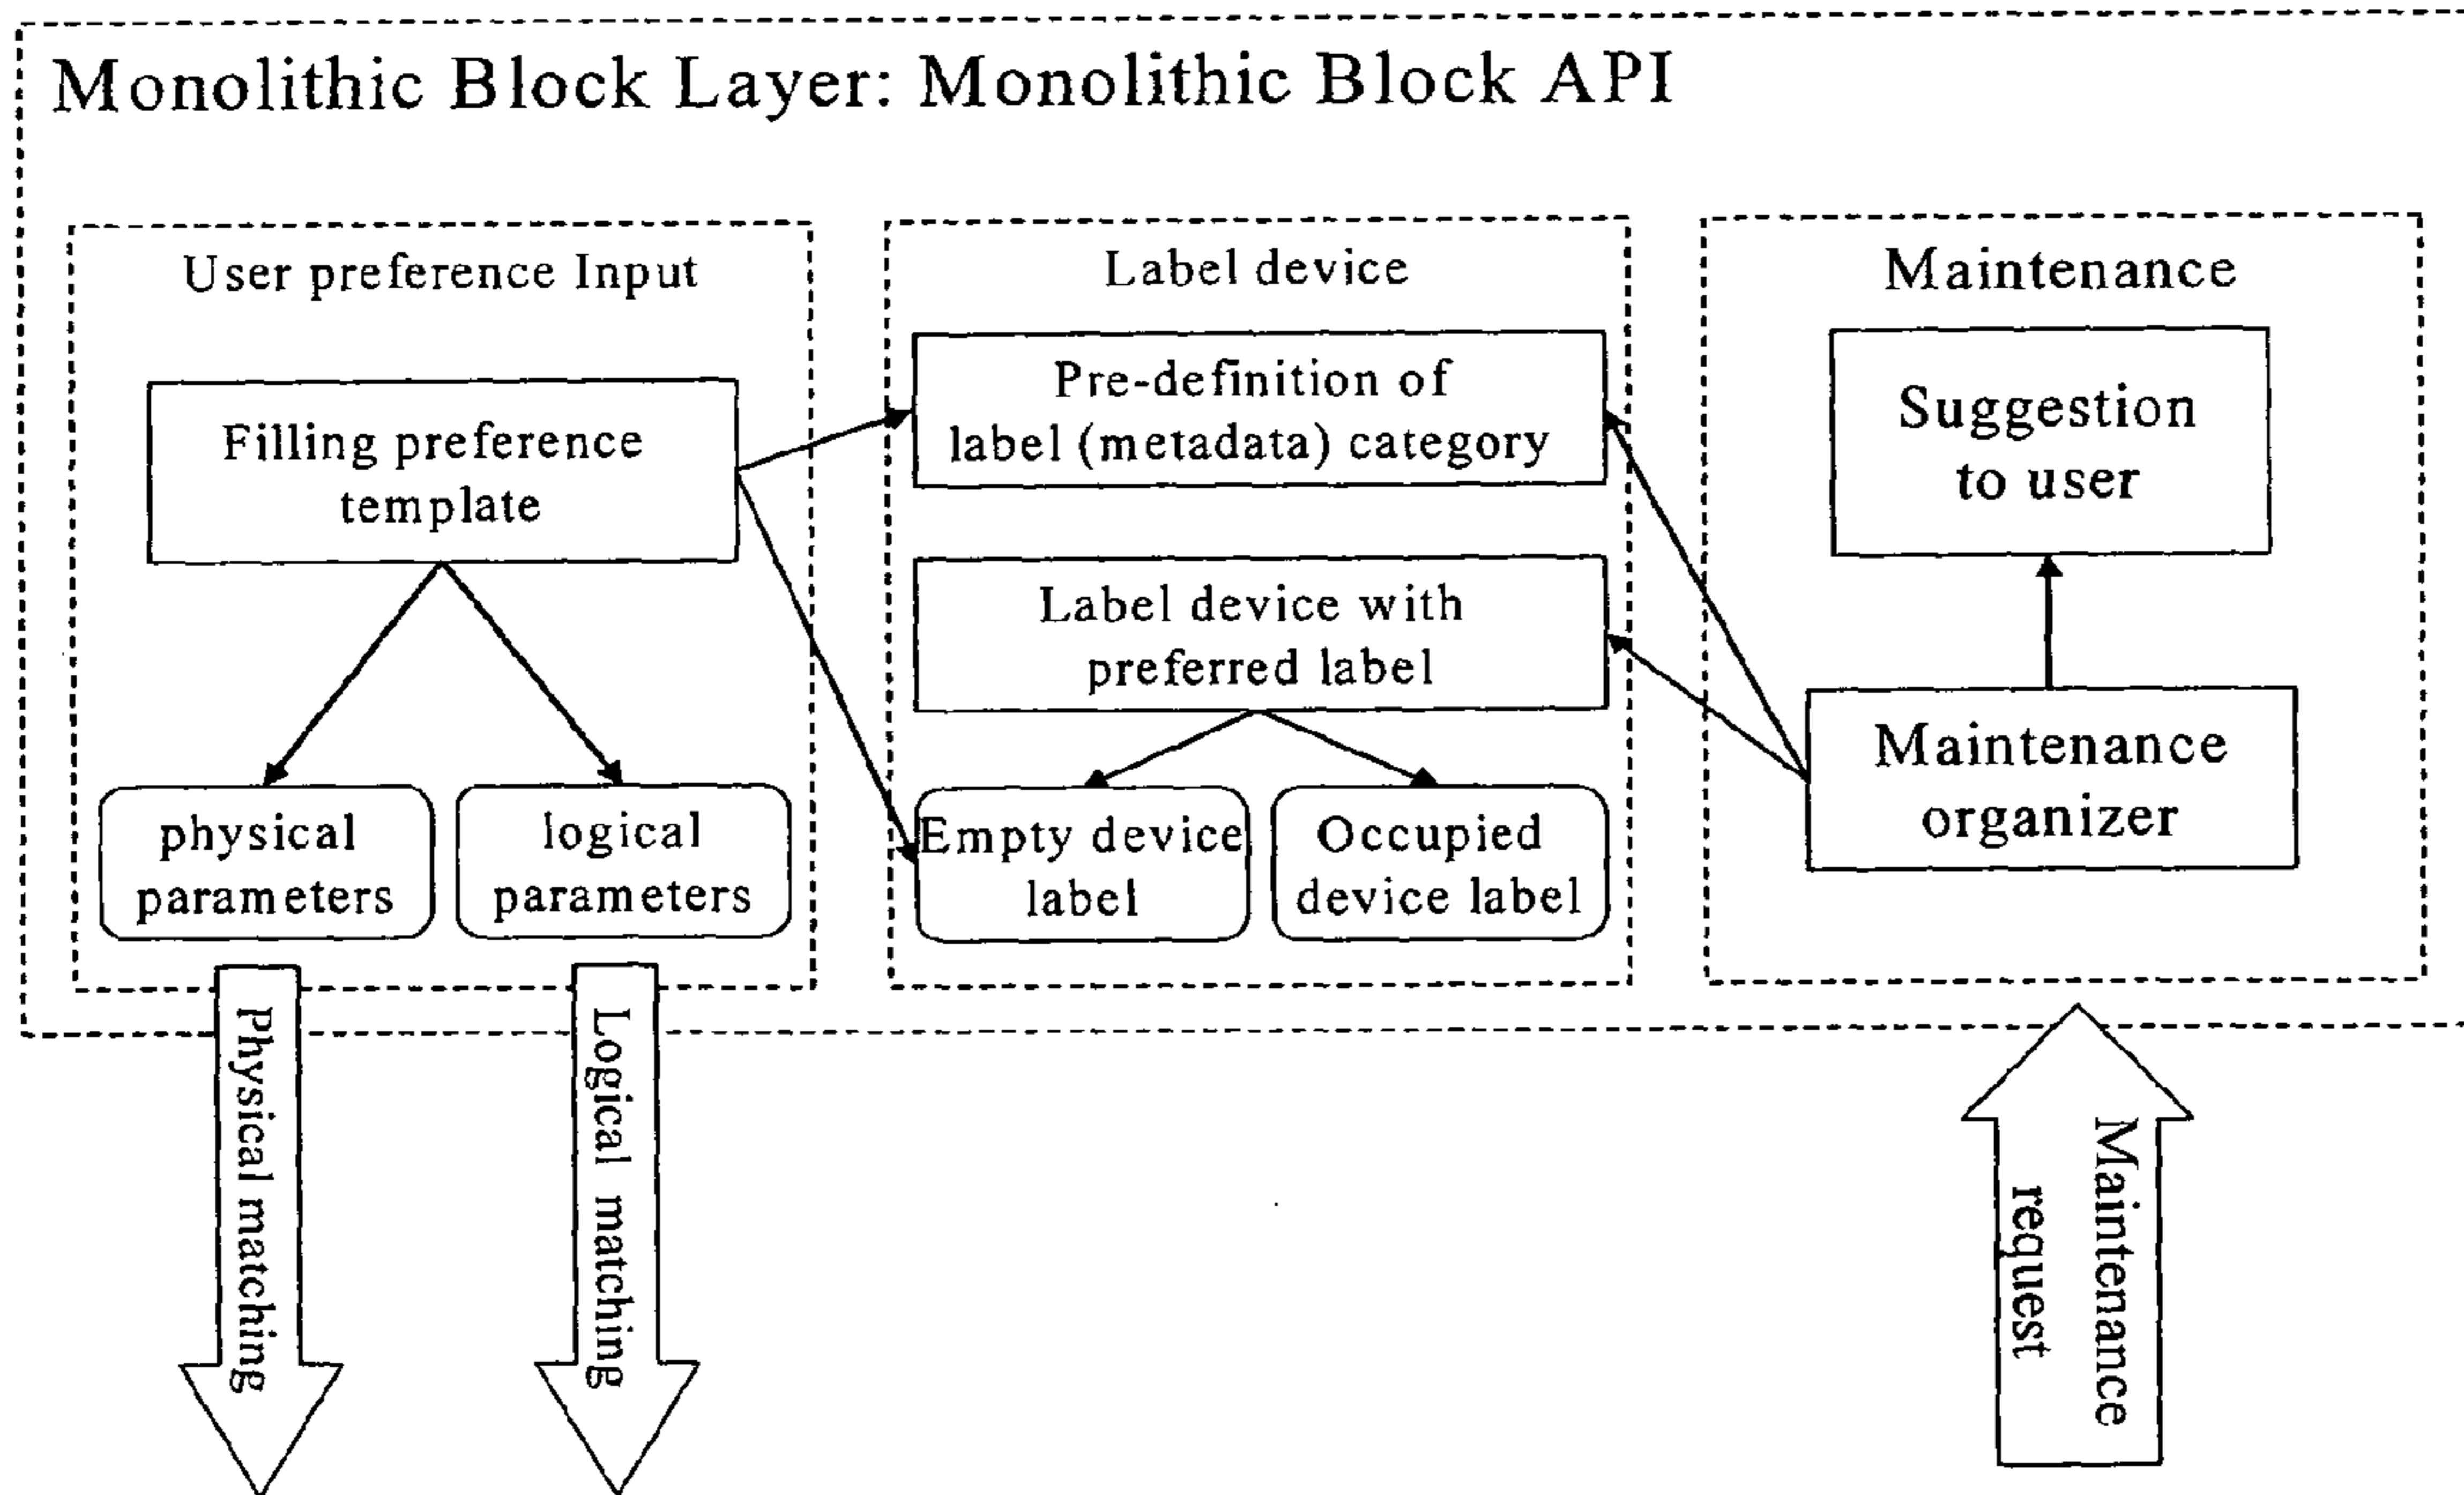 Monolithic Block Layer: Monolithic Block API
User preference Input
Filling preference
template
physical
parameters
logical
parameters
Label device
Pre-definition of
label (metadata) category
Label device with
preferred label
Empty device
label
Occupied
device label
Maintenance
Suggestion
to user
Maintenance
organizer
Physical matching
Logical matching
Maintenance
request